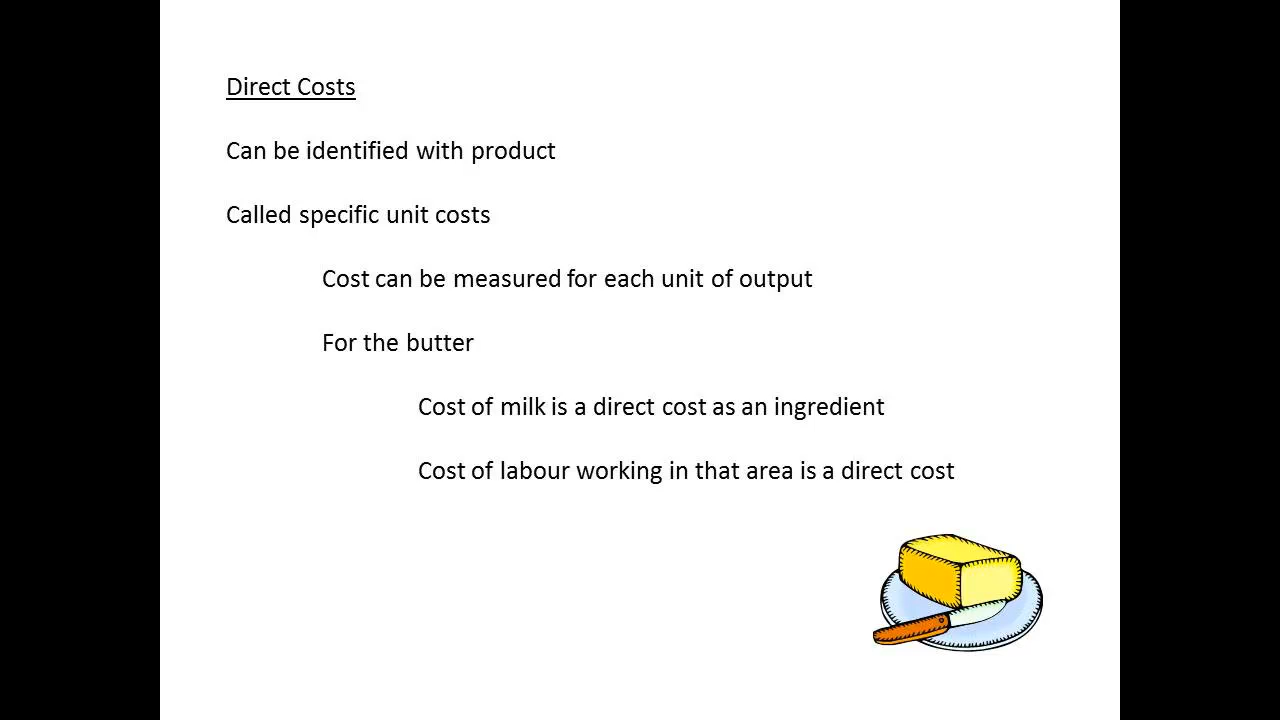 Direct Costs
Can be identified with product
Called specific unit costs
Cost can be measured for each unit of output
For the butter
Cost of milk is a direct cost as an ingredient
Cost of labour working in that area is a direct cost